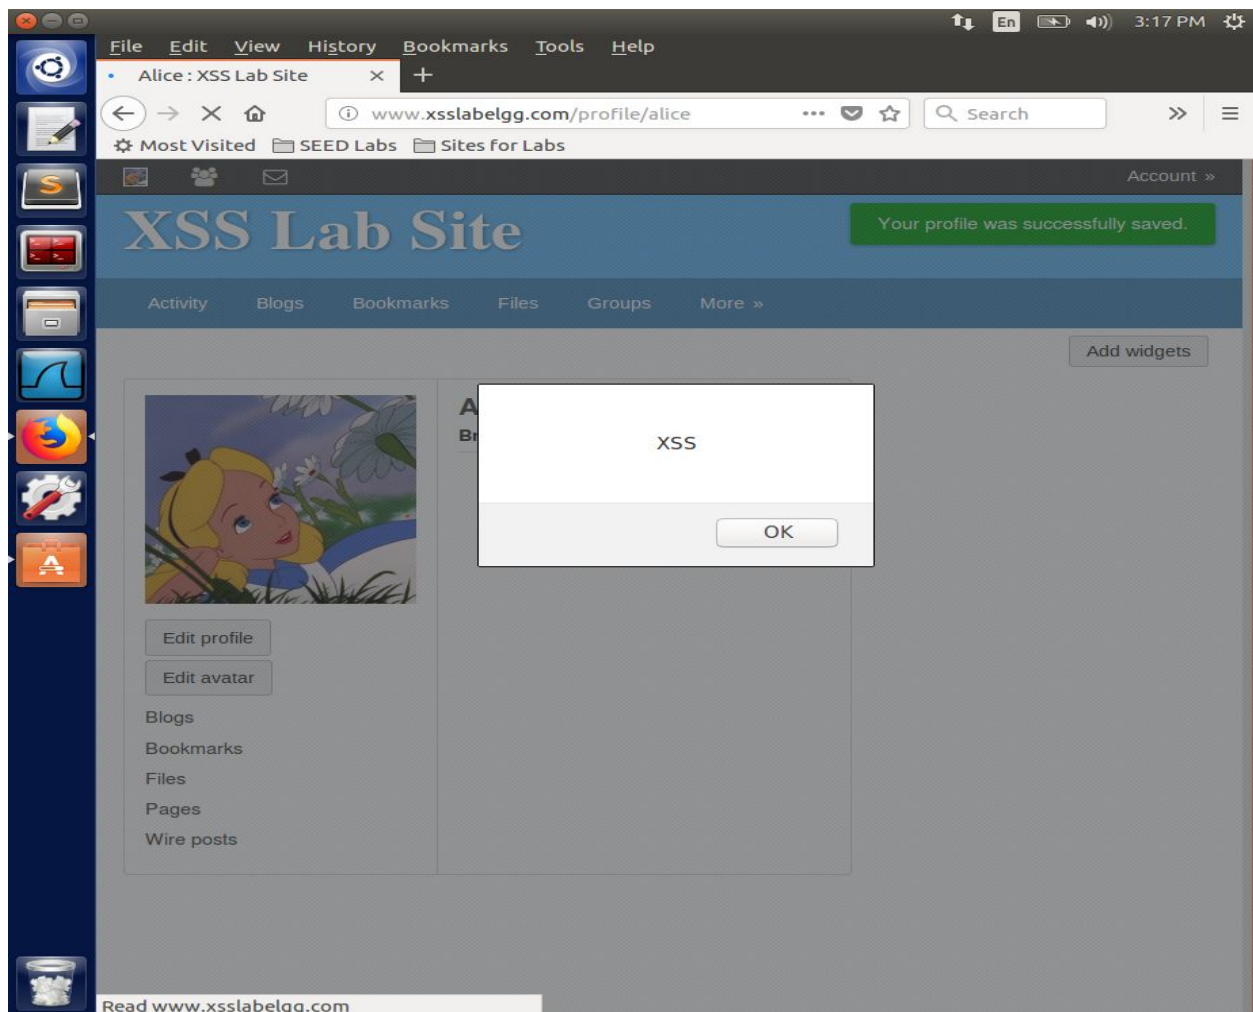 En 3:17 PM
File Edit View History Bookmarks Tools Help
Alice : XSS Lab Site
www.xsslabelgg.com/profile/alice
Search
Most Visited SEED Labs Sites for Labs
Account »
XSS Lab Site
Your profile was successfully saved.
Activity Blogs Bookmarks Files Groups More »
Add widgets
A
Br
XSS
OK
Edit profile
Edit avatar
Blogs
Bookmarks
Files
Pages
Wire posts
Read www.xsslabelgg.com